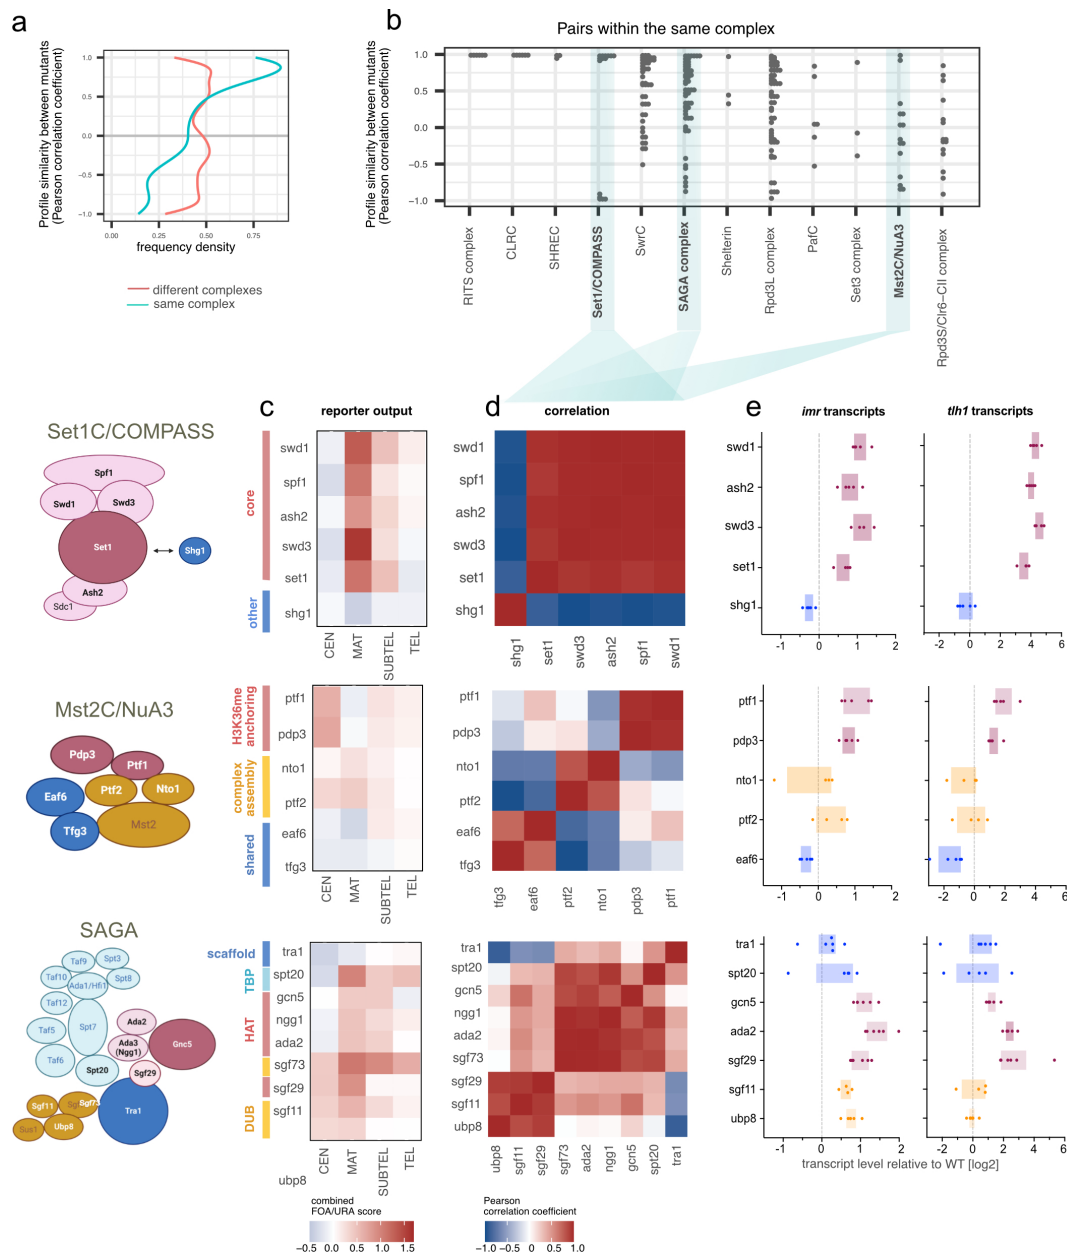 a
b
Pairs within the same complex
Profile similarity between mutants
(Pearson correlation coefficient)
1.0
0.5
0.0
−0.5
−1.0
0.00
0.25
0.50
0.75
frequency density
different complexes
same complex
Profile similarity between mutants
(Pearson correlation coefficient)
1.0
0.5
0.0
−0.5
−1.0
RITS complex
CLRC
SHREC
Set1/COMPASS
SwrC
SAGA complex
Shelterin
Rpd3L complex
PafC
Set3 complex
Mst2C/NuA3
Rpd3S/Clr6−CII complex
c
reporter output
d
correlation
e
imr transcripts
tlh1 transcripts
Set1C/COMPASS
Spf1
Swd1
Swd3
Set1
Shg1
Ash2
Sdc1
core
other
swd1
spf1
ash2
swd3
set1
shg1
CEN
MAT
SUBTEL
TEL
swd1
spf1
ash2
swd3
set1
shg1
shg1
set1
swd3
ash2
spf1
swd1
swd1
ash2
swd3
set1
shg1
-1
0
1
2
-4
-2
0
2
4
6
Mst2C/NuA3
Pdp3
Ptf1
Eaf6
Ptf2
Nto1
Tfg3
Mst2
H3K36me
anchoring
complex
assembly
shared
ptf1
pdp3
nto1
ptf2
eaf6
tfg3
CEN
MAT
SUBTEL
TEL
ptf1
pdp3
nto1
ptf2
eaf6
tfg3
tfg3
eaf6
ptf2
nto1
pdp3
ptf1
ptf1
pdp3
nto1
ptf2
eaf6
-1
0
1
2
-2
0
2
4
6
SAGA
Taf9
Spt3
Taf10
Ada1/Hfi1
Spt8
Taf12
Taf5
Spt7
Taf6
Ada2
Ada3
(Ngg1)
Gnc5
Spt20
Sgf29
Sgf11
Sgf73
Tra1
Sus1
Ubp8
scaffold
TBP
HAT
DUB
tra1
spt20
gcn5
ngg1
ada2
sgf73
sgf29
sgf11
ubp8
CEN
MAT
SUBTEL
TEL
tra1
spt20
gcn5
ngg1
ada2
sgf73
sgf29
sgf11
ubp8
ubp8
sgf11
sgf29
sgf73
ada2
ngg1
gcn5
spt20
tra1
tra1
spt20
gcn5
ada2
sgf29
sgf11
ubp8
-1
0
1
2
-2
0
2
4
6
transcript level relative to WT [log2]
combined
FOA/URA score
−0.5
0.0
0.5
1.0
1.5
Pearson
correlation coefficient
−1.0
−0.5
0.0
0.5
1.0